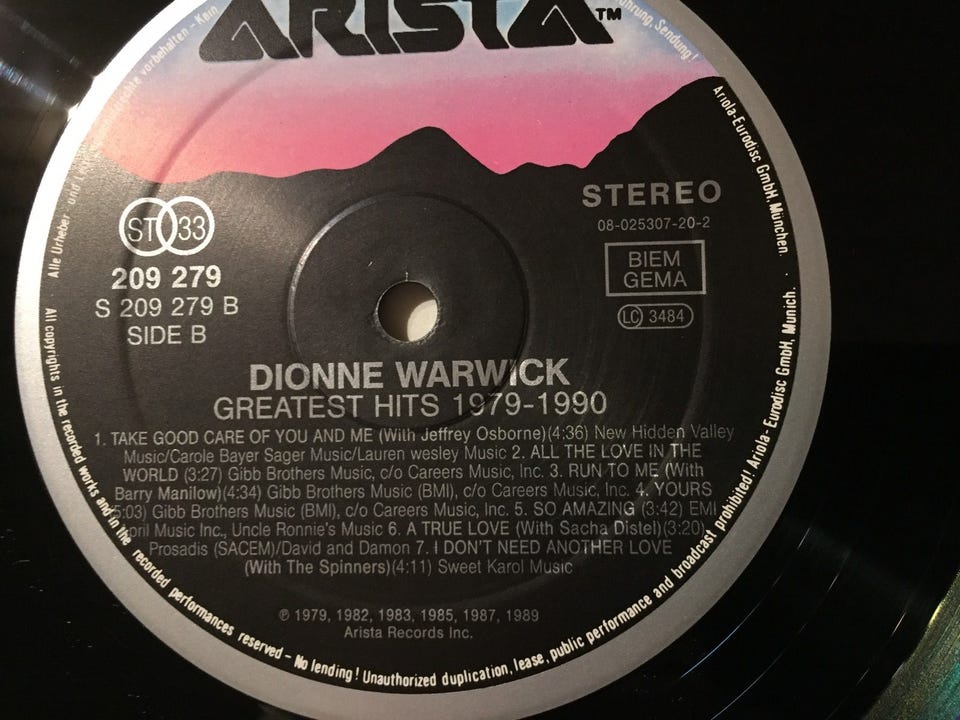 ARISTA™
ST 33
209 279
S 209 279 B
SIDE B
STEREO
08-025307-20-2
BIEM
GEMA
LC 3484
DIONNE WARWICK
GREATEST HITS 1979-1990
1. TAKE GOOD CARE OF YOU AND ME (With Jeffrey Osborne)(4:36) New Hidden Valley
Music/Carole Bayer Sager Music/Lauren wesley Music 2. ALL THE LOVE IN THE
WORLD (3:27) Gibb Brothers Music, c/o Careers Music, Inc. 3. RUN TO ME (With
Barry Manilow)(4:34) Gibb Brothers Music (BMI), c/o Careers Music, Inc. 4. YOURS
5:03) Gibb Brothers Music (BMI), c/o Careers Music, Inc. 5. SO AMAZING (3:42) EMI
pril Music Inc., Uncle Ronnie's Music 6. A TRUE LOVE (With Sacha Distel)(3:20)
Prosadis (SACEM)/David and Damon 7. I DON'T NEED ANOTHER LOVE
(With The Spinners)(4:11) Sweet Karol Music
℗ 1979, 1982, 1983, 1985, 1987, 1989
Arista Records Inc.
Alle Urheber- und
vorbehalten - Kein
ührung, Sendung!
Ariola-Eurodisc GmbH, München.
All copyrights in the recorded works and in the recorded performances reserved - No lending! Unauthorized duplication, lease, public performance and broadcast prohibited! Ariola-Eurodisc GmbH, Munich.